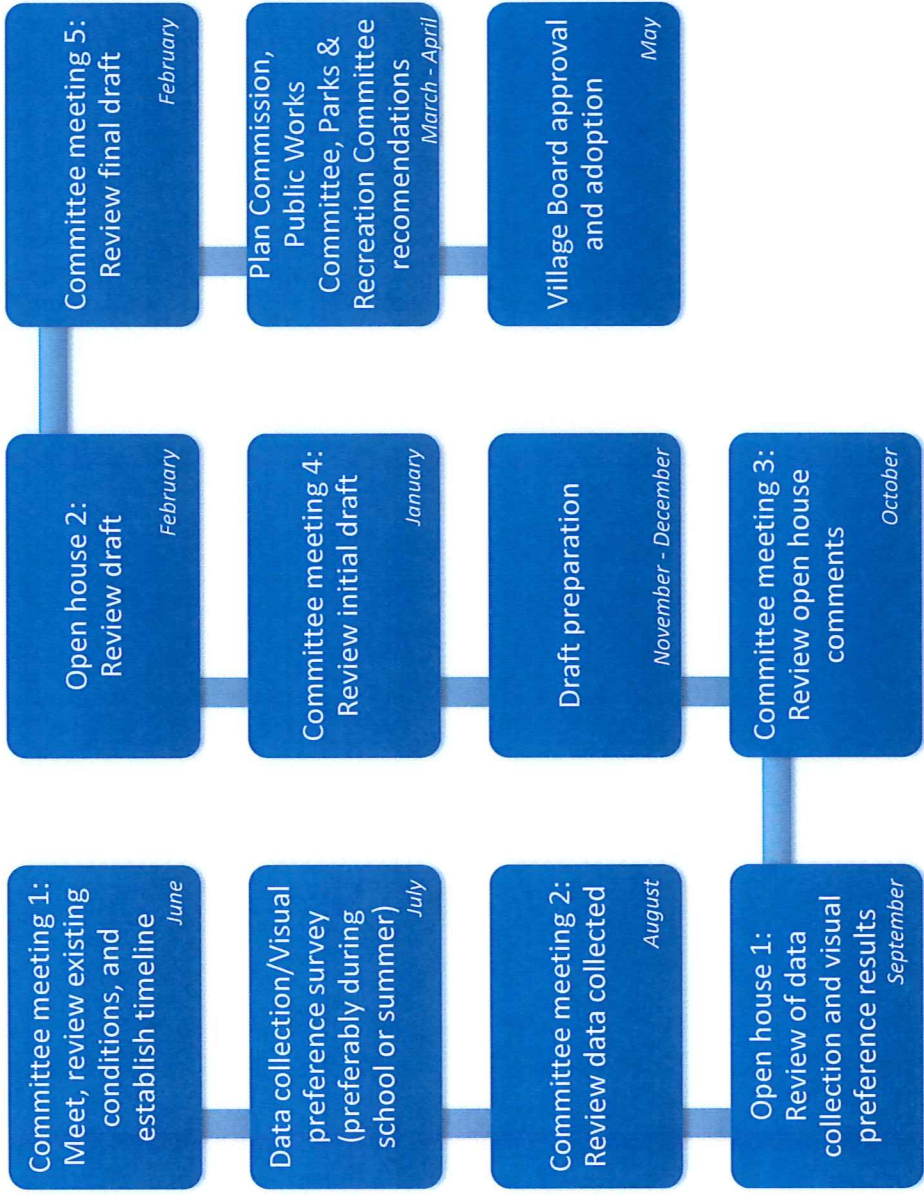 Committee meeting 1:
Meet, review existing
conditions, and
establish timeline
June
Data collection/Visual
preference survey
(preferably during
school or summer)
July
Committee meeting 2:
Review data collected
August
Open house 1:
Review of data
collection and visual
preference results
September
Committee meeting 3:
Review open house
comments
October
Draft preparation
November - December
Committee meeting 4:
Review initial draft
January
Open house 2:
Review draft
February
Committee meeting 5:
Review final draft
February
Plan Commission,
Public Works
Committee, Parks &
Recreation Committee
recomendations
March - April
Village Board approval
and adoption
May